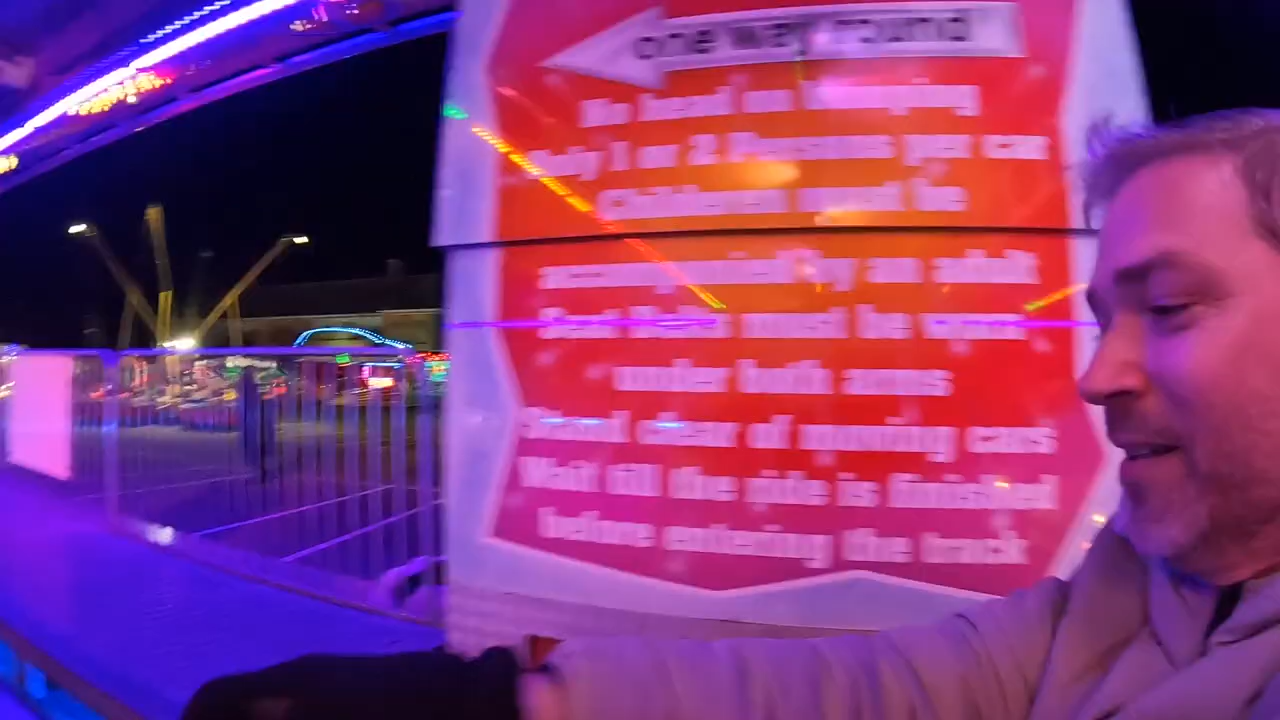 one way round
No head on bumping
Only 1 or 2 Persons per car
Children must be
accompanied by an adult
Seat Belts must be worn
under both arms
Stand clear of moving cars
Wait till the ride is finished
before entering the track